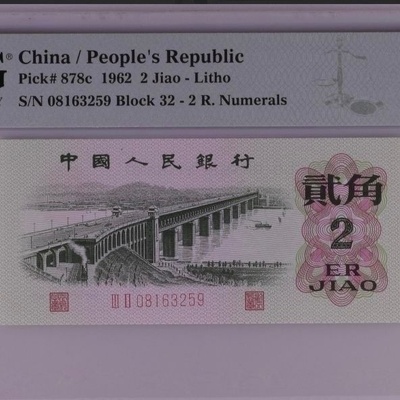 China / People's Republic
Pick# 878c 1962 2 Jiao - Litho
S/N 08163259 Block 32 - 2 R. Numerals
中國人民銀行
貳角
2
ER
JIAO
III II 08163259